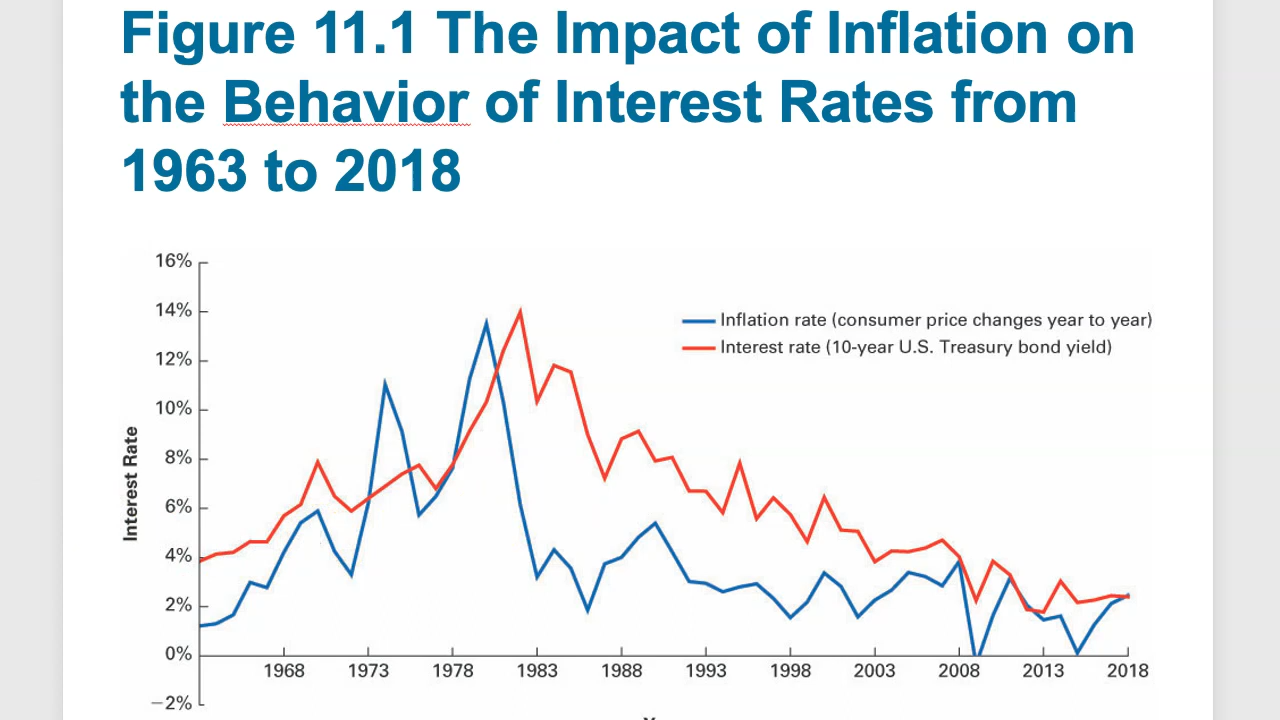 Figure 11.1 The Impact of Inflation on
the Behavior of Interest Rates from
1963 to 2018
16%
14%
12%
10%
8%
6%
4%
2%
0%
−2%
Interest Rate
Inflation rate (consumer price changes year to year)
Interest rate (10-year U.S. Treasury bond yield)
1968 1973 1978 1983 1988 1993 1998 2003 2008 2013 2018